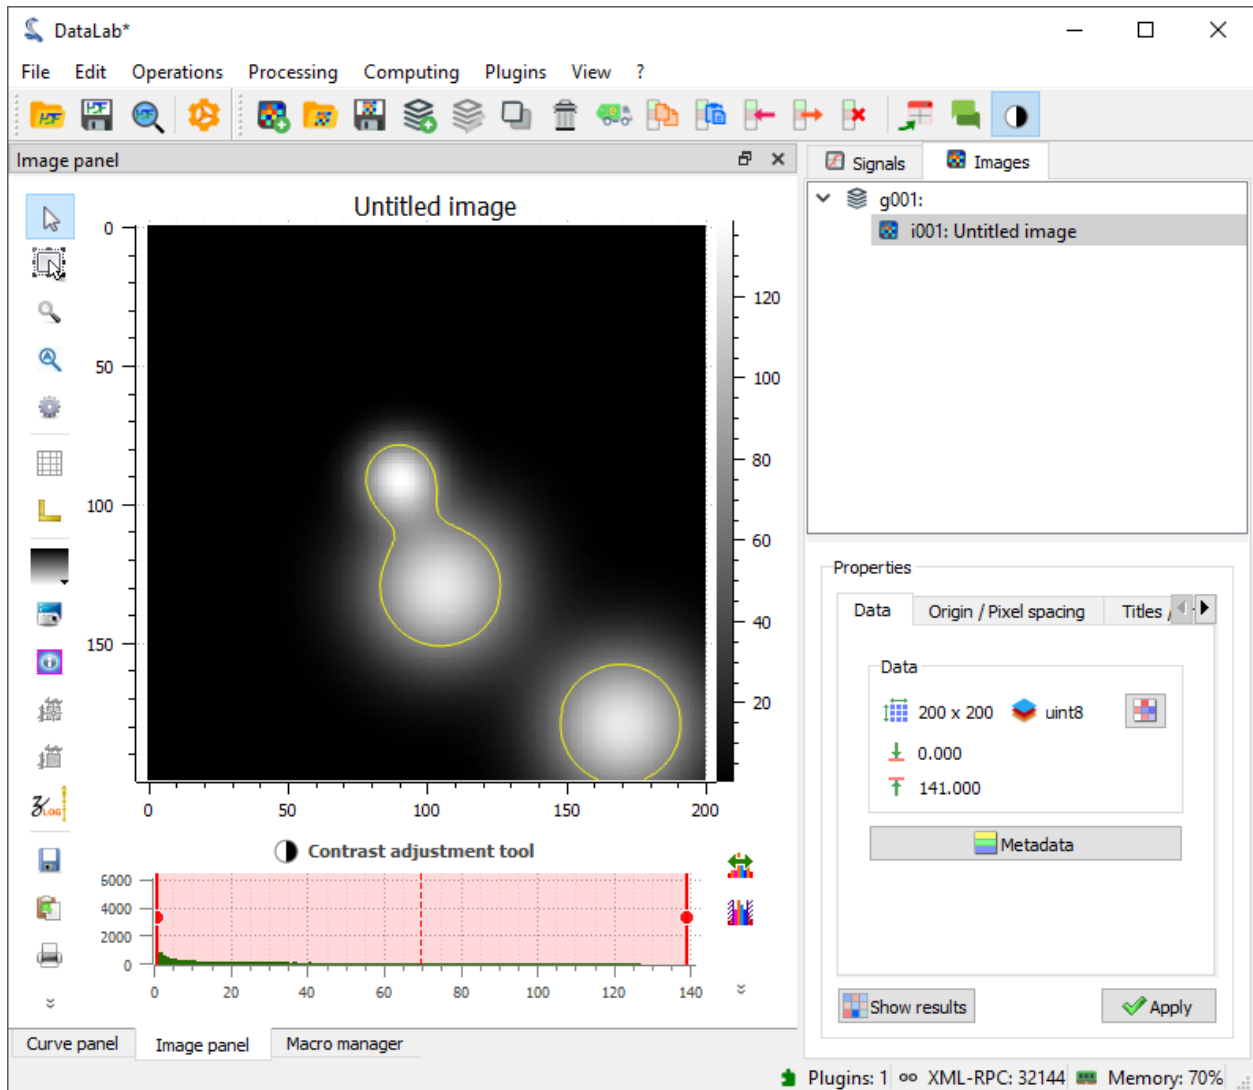 DataLab*
File Edit Operations Processing Computing Plugins View ?
Image panel
Signals Images
g001:
i001: Untitled image
Untitled image
0
50
100
150
0 50 100 150 200
120
100
80
60
40
20
Contrast adjustment tool
6000
4000
2000
0
0 20 40 60 80 100 120 140
Properties
Data Origin / Pixel spacing Titles /
Data
200 x 200 uint8
0.000
141.000
Metadata
Show results Apply
Curve panel Image panel Macro manager
Plugins: 1 XML-RPC: 32144 Memory: 70%